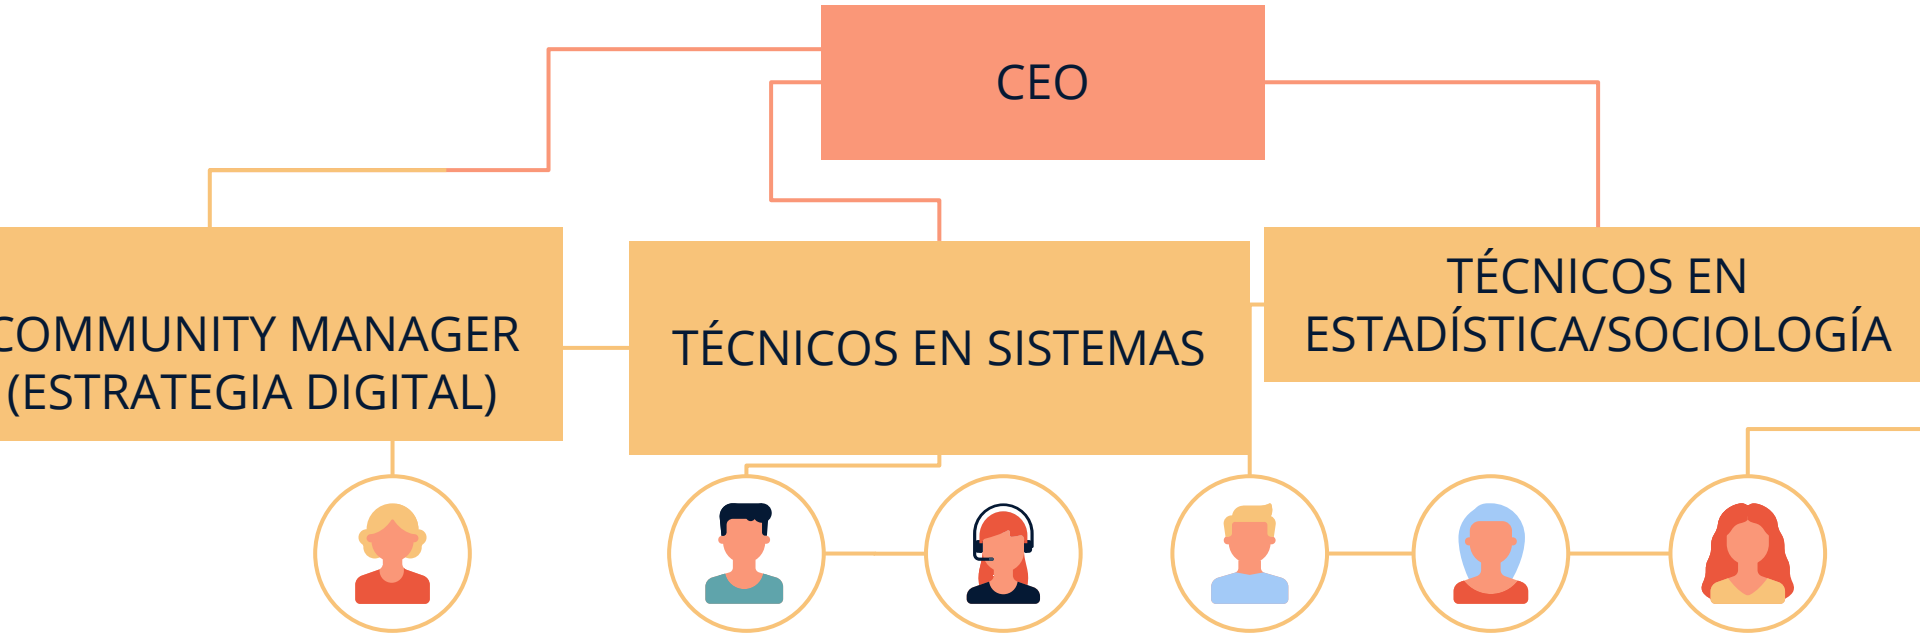 CEO
COMMUNITY MANAGER
(ESTRATEGIA DIGITAL)
TÉCNICOS EN SISTEMAS
TÉCNICOS EN
ESTADÍSTICA/SOCIOLOGÍA